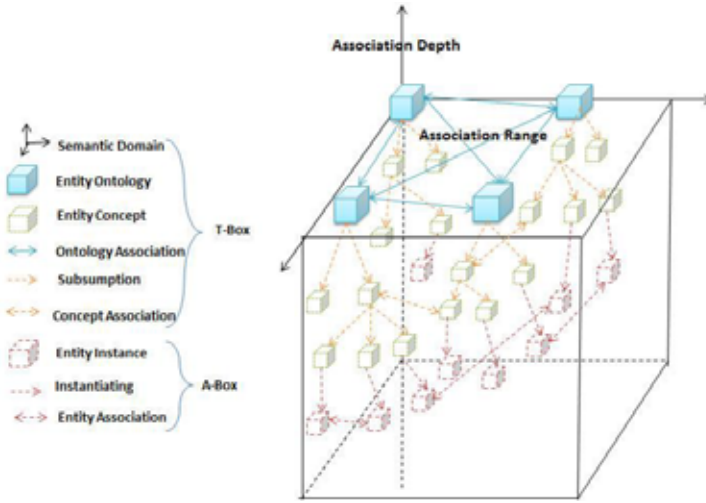 Association Depth
Association Range
Semantic Domain
Entity Ontology
Entity Concept
Ontology Association
Subsumption
Concept Association
T-Box
Entity Instance
Instantiating
Entity Association
A-Box